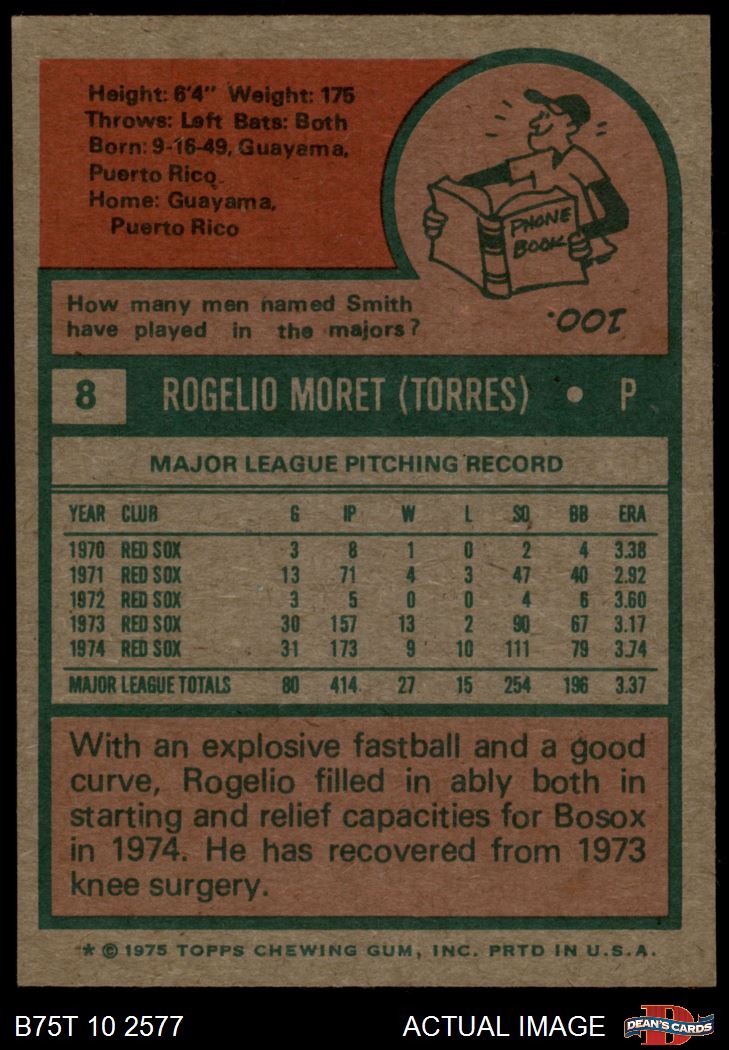 Height: 6'4" Weight: 175
Throws: Left Bats: Both
Born: 9-16-49, Guayama,
Puerto Rico
Home: Guayama,
Puerto Rico
PHONE
BOOK
How many men named Smith
have played in the majors?
100.
8 ROGELIO MORET (TORRES) • P
MAJOR LEAGUE PITCHING RECORD
YEAR CLUB G IP W L SO BB ERA
1970 RED SOX 3 8 1 0 2 4 3.38
1971 RED SOX 13 71 4 3 47 40 2.92
1972 RED SOX 3 5 0 0 4 6 3.60
1973 RED SOX 30 157 13 2 90 67 3.17
1974 RED SOX 31 173 9 10 111 79 3.74
MAJOR LEAGUE TOTALS 80 414 27 15 254 196 3.37
With an explosive fastball and a good
curve, Rogelio filled in ably both in
starting and relief capacities for Bosox
in 1974. He has recovered from 1973
knee surgery.
* © 1975 TOPPS CHEWING GUM, INC. PRTD IN U.S.A.
B75T 10 2577 ACTUAL IMAGE DEAN'S CARDS